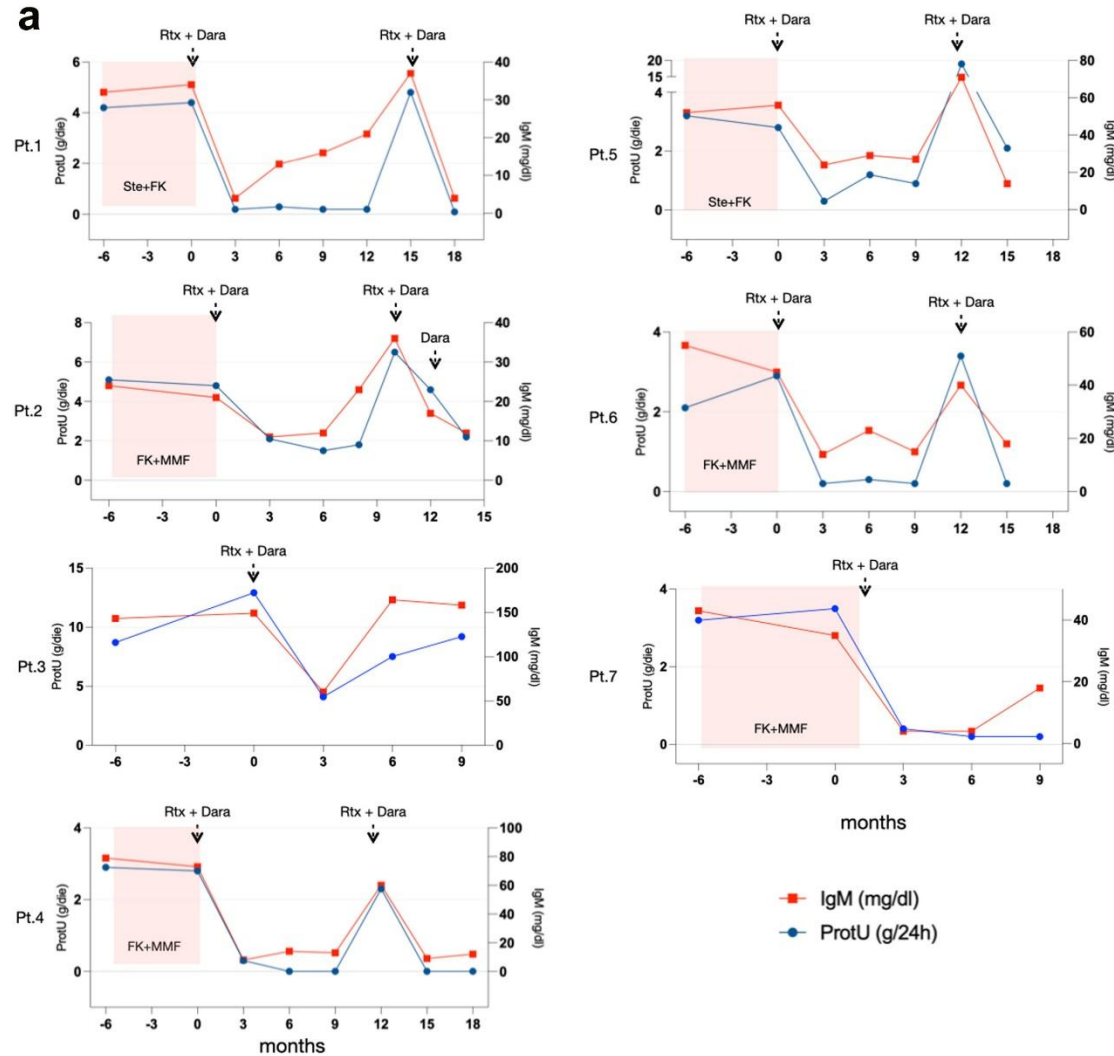 a
Pt.1
Rtx + Dara Rtx + Dara
ProtU (g/die)
6
4
2
0
Ste+FK
IgM (mg/dl)
40
30
20
10
0
-6 -3 0 3 6 9 12 15 18
Pt.2
Rtx + Dara Rtx + Dara
Dara
ProtU (g/die)
8
6
4
2
0
FK+MMF
IgM (mg/dl)
40
30
20
10
0
-6 -3 0 3 6 9 12 15
Pt.3
Rtx + Dara
ProtU (g/die)
15
10
5
0
IgM (mg/dl)
200
150
100
50
0
-6 -3 0 3 6 9
Pt.4
Rtx + Dara Rtx + Dara
ProtU (g/die)
4
2
0
FK+MMF
IgM (mg/dl)
100
80
60
40
20
0
-6 -3 0 3 6 9 12 15 18
months
Pt.5
Rtx + Dara Rtx + Dara
ProtU (g/die)
20
15
4
2
0
Ste+FK
IgM (mg/dl)
80
60
40
20
0
-6 -3 0 3 6 9 12 15 18
Pt.6
Rtx + Dara Rtx + Dara
ProtU (g/die)
4
2
0
FK+MMF
IgM (mg/dl)
60
40
20
0
-6 -3 0 3 6 9 12 15 18
Pt.7
Rtx + Dara
ProtU (g/die)
4
2
0
FK+MMF
IgM (mg/dl)
40
20
0
-6 -3 0 3 6 9
months
IgM (mg/dl)
ProtU (g/24h)